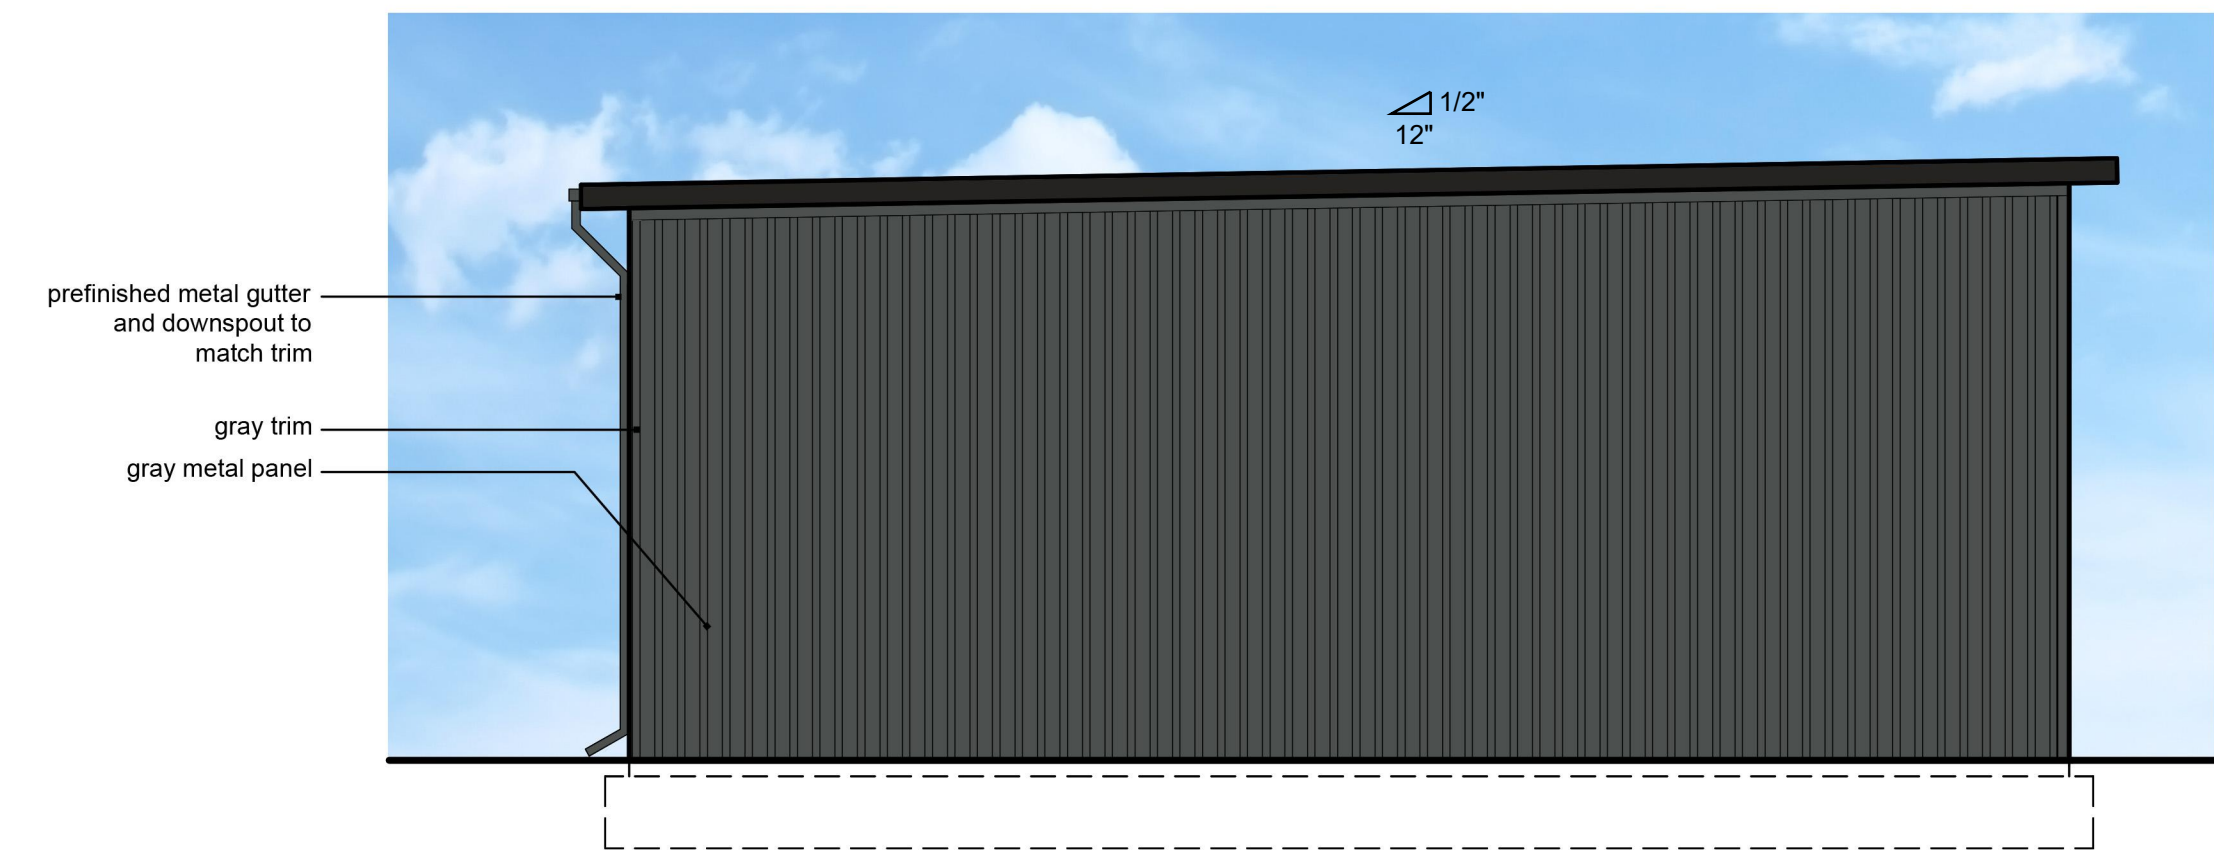 1/2"
12"
prefinished metal gutter
and downspout to
match trim
gray trim
gray metal panel